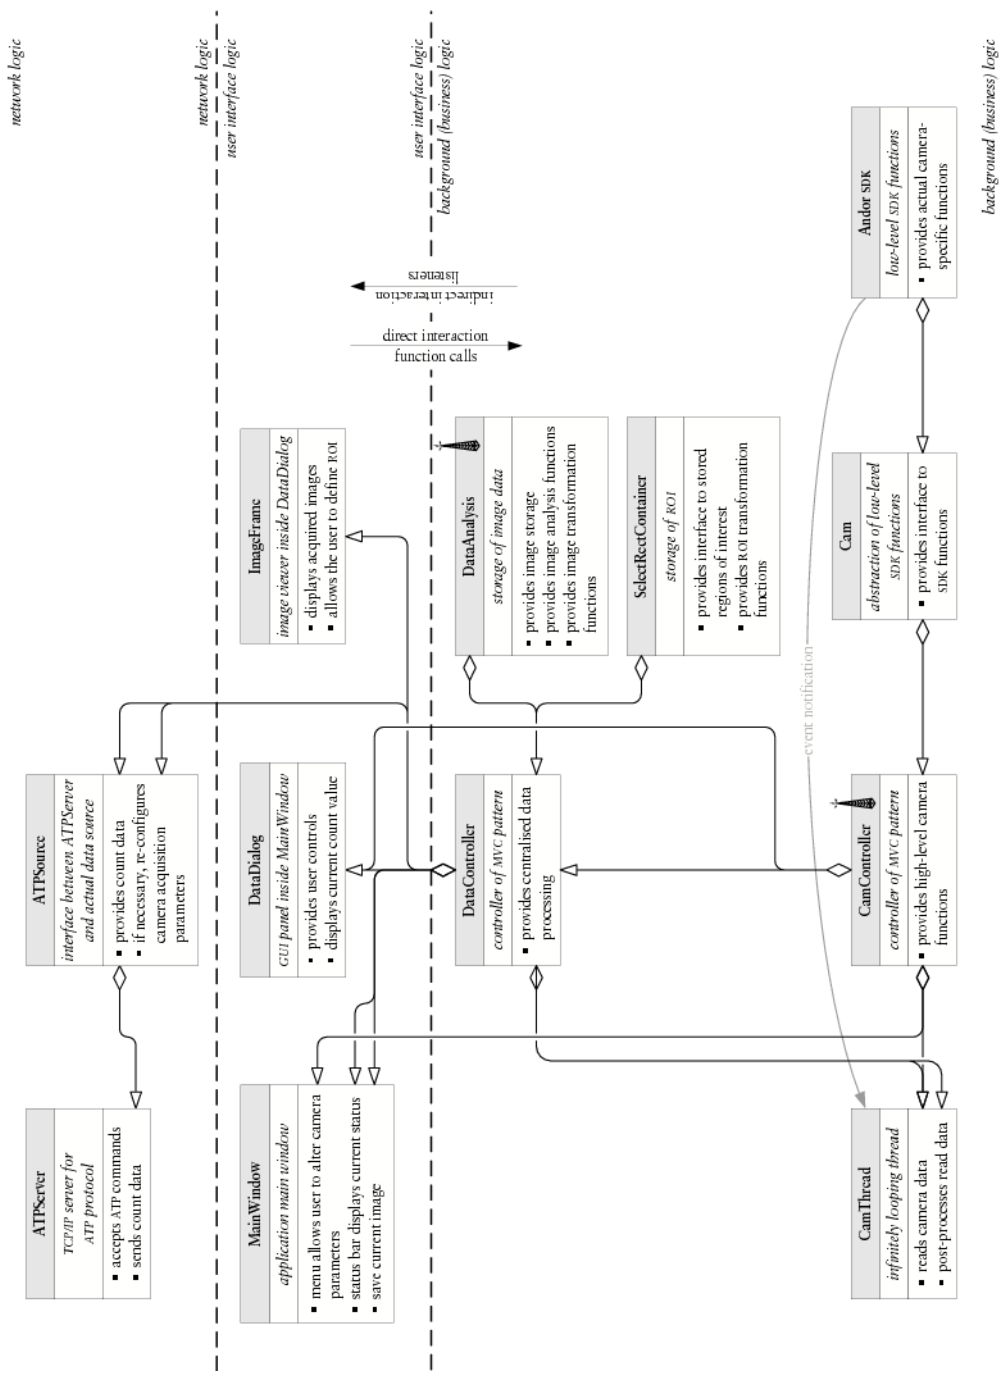 network logic
network logic
user interface logic
user interface logic
background (business) logic
background (business) logic
ATPServer
TCP/IP server for
ATP protocol
▪ accepts ATP commands
▪ sends count data
ATPSource
interface between ATPServer
and actual data source
▪ provides count data
▪ if necessary, re-configures
camera acquisition
parameters
MainWindow
application main window
▪ menu allows user to alter camera
parameters
▪ status bar displays current status
▪ save current image
DataDialog
GUI panel inside MainWindow
▪ provides user controls
▪ displays current count value
ImageFrame
image viewer inside DataDialog
▪ displays acquired images
▪ allows the user to define ROI
direct interaction
function calls
indirect interaction
listeners
DataController
controller of MVC pattern
▪ provides centralised data
processing
DataAnalysis
storage of image data
▪ provides image storage
▪ provides image analysis functions
▪ provides image transformation
functions
SelectRectContainer
storage of ROI
▪ provides interface to stored
regions of interest
▪ provides ROI transformation
functions
event notification
CamThread
infinitely looping thread
▪ reads camera data
▪ post-processes read data
CamController
controller of MVC pattern
▪ provides high-level camera
functions
Cam
abstraction of low-level
SDK functions
▪ provides interface to
SDK functions
Andor SDK
low-level SDK functions
▪ provides actual camera-
specific functions